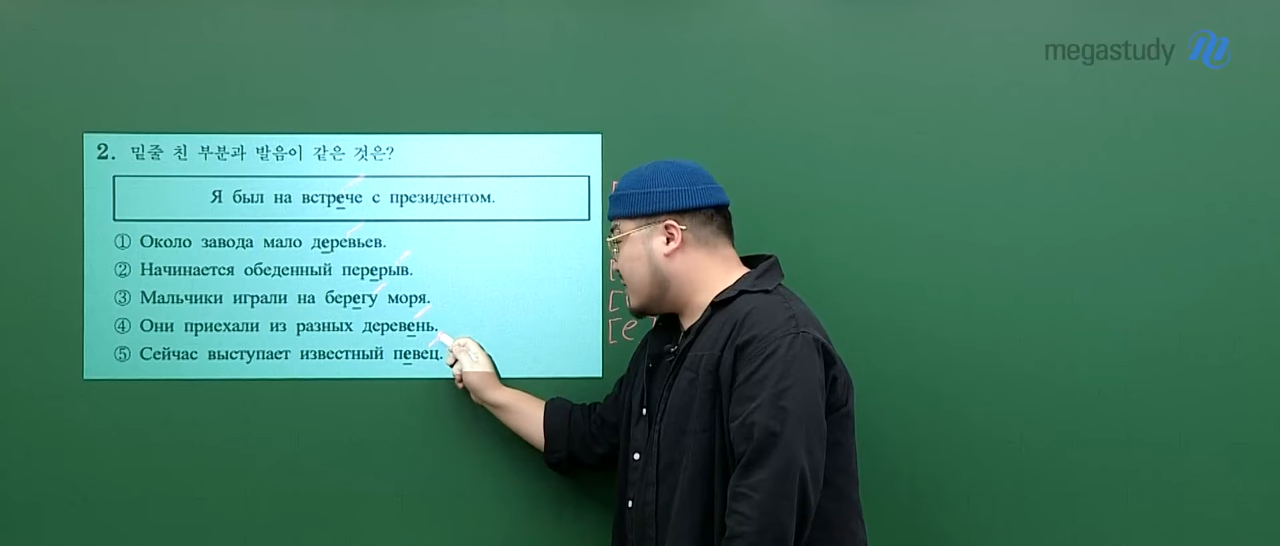 megastudy
2. 밑줄 친 부분과 발음이 같은 것은?
Я был на встрече с президентом.
① Около завода мало деревьев.
② Начинается обеденный перерыв.
③ Мальчики играли на берегу моря.
④ Они приехали из разных деревень.
⑤ Сейчас выступает известный певец.
[e